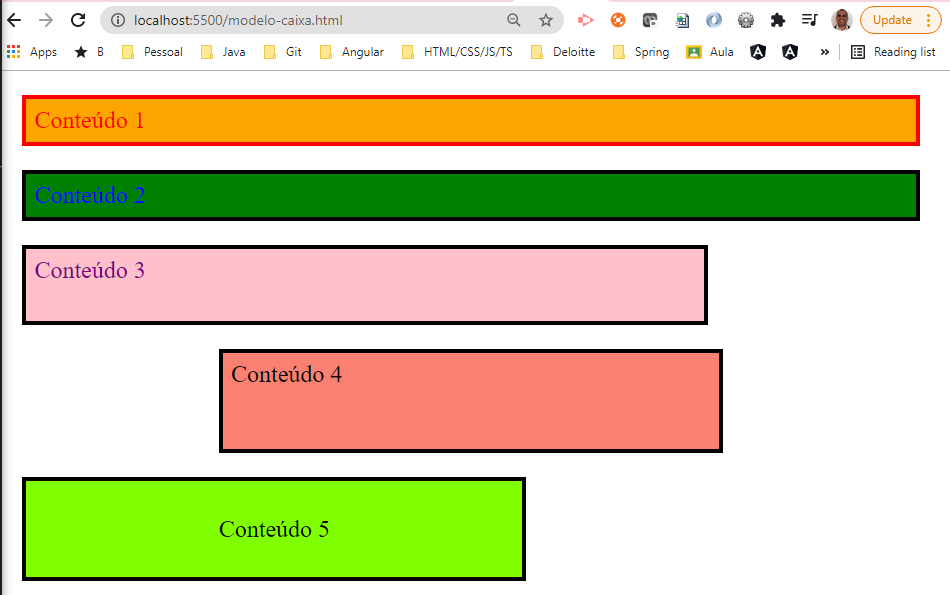 localhost:5500/modelo-caixa.html
Update
Apps B Pessoal Java Git Angular HTML/CSS/JS/TS Deloitte Spring Aula » Reading list
Conteúdo 1
Conteúdo 2
Conteúdo 3
Conteúdo 4
Conteúdo 5